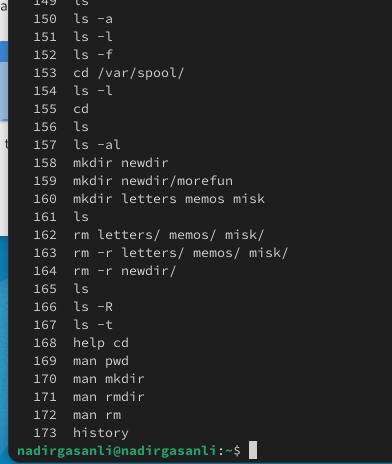 149 ls
150 ls -a
151 ls -l
152 ls -f
153 cd /var/spool/
154 ls -l
155 cd
156 ls
157 ls -al
158 mkdir newdir
159 mkdir newdir/morefun
160 mkdir letters memos misk
161 ls
162 rm letters/ memos/ misk/
163 rm -r letters/ memos/ misk/
164 rm -r newdir/
165 ls
166 ls -R
167 ls -t
168 help cd
169 man pwd
170 man mkdir
171 man rmdir
172 man rm
173 history
nadirgasanli@nadirgasanli:~$